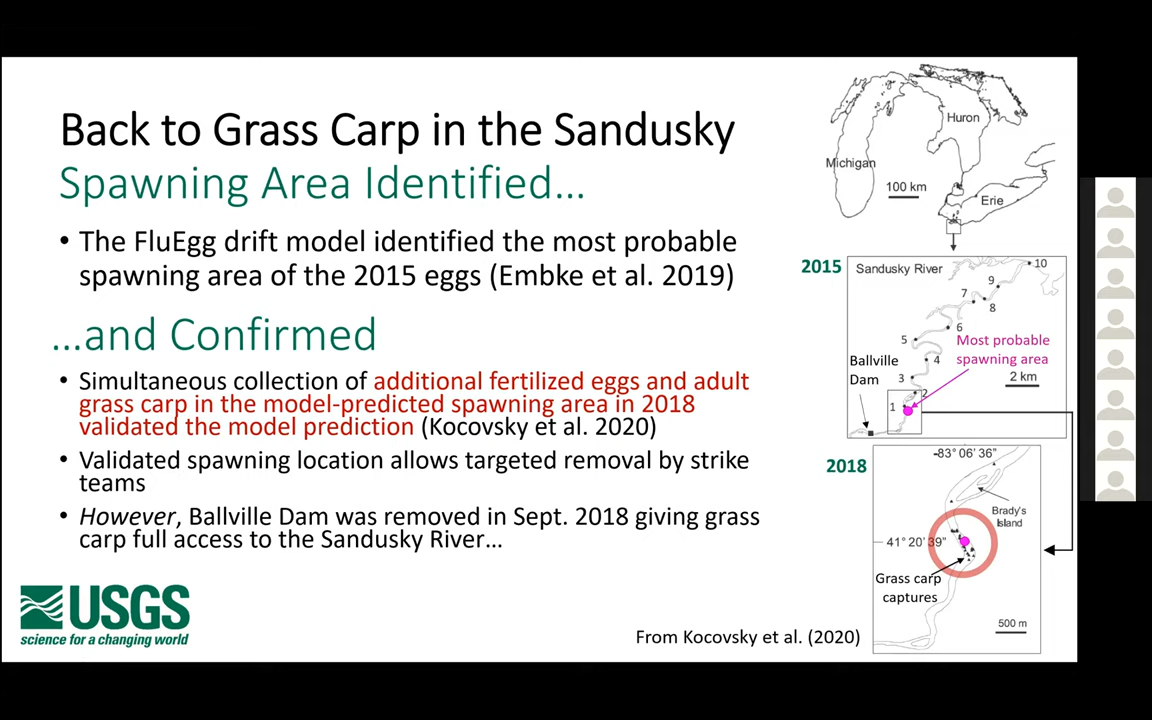 Back to Grass Carp in the Sandusky
Spawning Area Identified…
• The FluEgg drift model identified the most probable
spawning area of the 2015 eggs (Embke et al. 2019)
…and Confirmed
• Simultaneous collection of additional fertilized eggs and adult
grass carp in the model-predicted spawning area in 2018
validated the model prediction (Kocovsky et al. 2020)
• Validated spawning location allows targeted removal by strike
teams
• However, Ballville Dam was removed in Sept. 2018 giving grass
carp full access to the Sandusky River…
USGS
science for a changing world
From Kocovsky et al. (2020)
Huron
Michigan
100 km
Erie
2015
Sandusky River
10
9
7
8
6
5
Most probable
spawning area
4
Ballville
Dam
3
2 km
2
1
2018
-83° 06' 36"
Brady's
Island
41° 20' 39"
Grass carp
captures
500 m